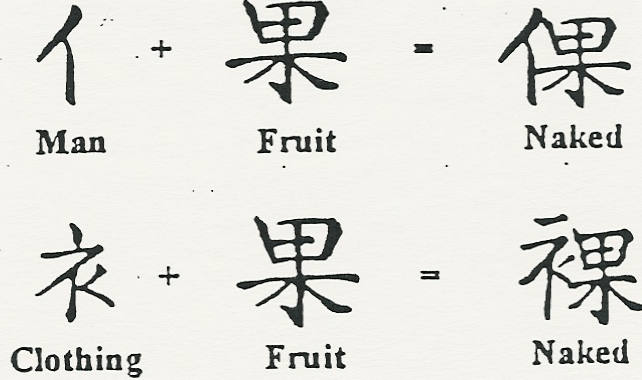 亻 + 果 = 倮
Man Fruit Naked
衣 + 果 = 裸
Clothing Fruit Naked